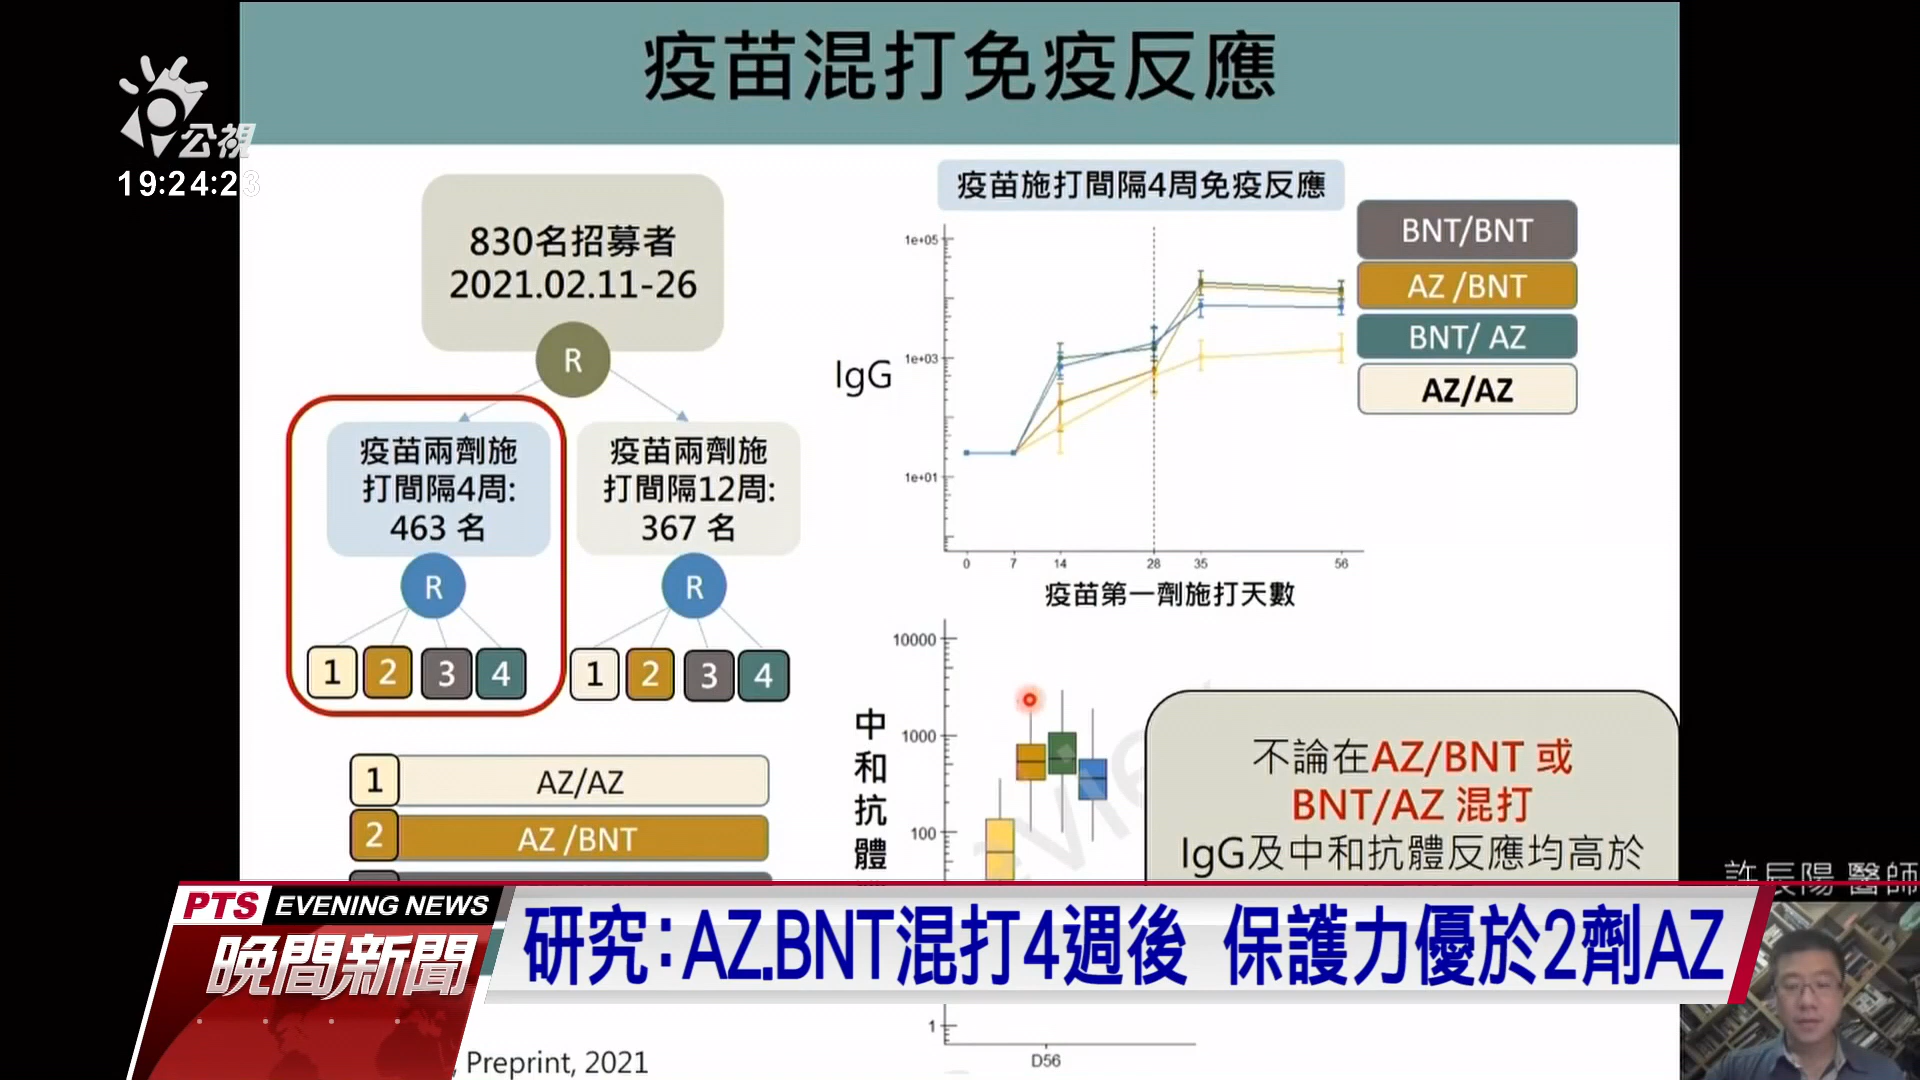 疫苗混打免疫反應
公視
19:24:23
830名招募者
2021.02.11-26
R
疫苗兩劑施
打間隔4周:
463 名
疫苗兩劑施
打間隔12周:
367 名
R
R
1 2 3 4
1 2 3 4
1 AZ/AZ
2 AZ /BNT
疫苗施打間隔4周免疫反應
BNT/BNT
AZ /BNT
BNT/ AZ
AZ/AZ
IgG
1e+05
1e+03
1e+01
0 7 14 28 35 56
疫苗第一劑施打天數
中和抗體
10000
1000
100
1
D56
不論在AZ/BNT 或
BNT/AZ 混打
IgG及中和抗體反應均高於
許辰陽 醫師
PTS EVENING NEWS
晚間新聞
研究:AZ.BNT混打4週後 保護力優於2劑AZ
, Preprint, 2021